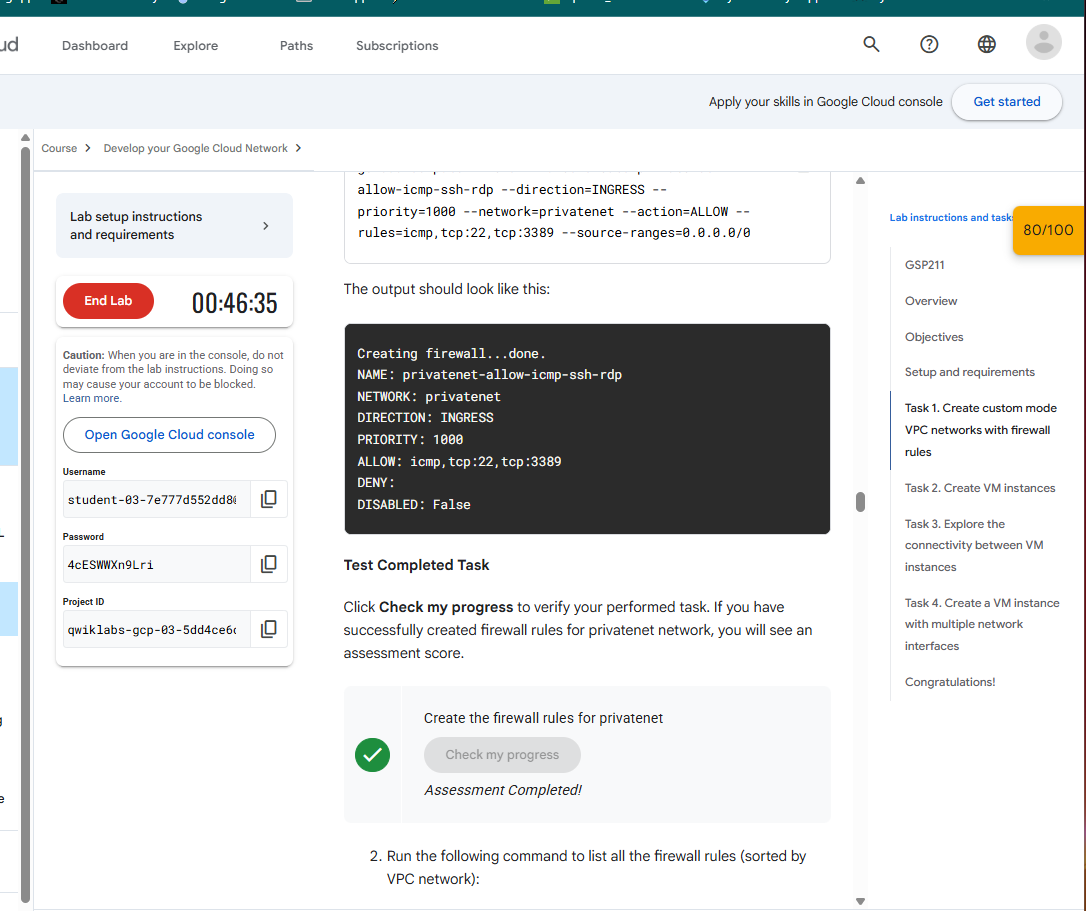 Dashboard
Explore
Paths
Subscriptions
Apply your skills in Google Cloud console
Get started
Course
Develop your Google Cloud Network
Lab setup instructions
and requirements
End Lab
00:46:35
Caution: When you are in the console, do not
deviate from the lab instructions. Doing so
may cause your account to be blocked.
Learn more.
Open Google Cloud console
Username
student-03-7e777d552dd8
Password
4cESWWXn9Lri
Project ID
qwiklabs-gcp-03-5dd4ce6
allow-icmp-ssh-rdp --direction=INGRESS --
priority=1000 --network=privatenet --action=ALLOW --
rules=icmp,tcp:22,tcp:3389 --source-ranges=0.0.0.0/0
The output should look like this:
Creating firewall...done.
NAME: privatenet-allow-icmp-ssh-rdp
NETWORK: privatenet
DIRECTION: INGRESS
PRIORITY: 1000
ALLOW: icmp,tcp:22,tcp:3389
DENY:
DISABLED: False
Test Completed Task
Click Check my progress to verify your performed task. If you have
successfully created firewall rules for privatenet network, you will see an
assessment score.
Create the firewall rules for privatenet
Check my progress
Assessment Completed!
2. Run the following command to list all the firewall rules (sorted by
VPC network):
Lab instructions and tasks
80/100
GSP211
Overview
Objectives
Setup and requirements
Task 1. Create custom mode
VPC networks with firewall
rules
Task 2. Create VM instances
Task 3. Explore the
connectivity between VM
instances
Task 4. Create a VM instance
with multiple network
interfaces
Congratulations!